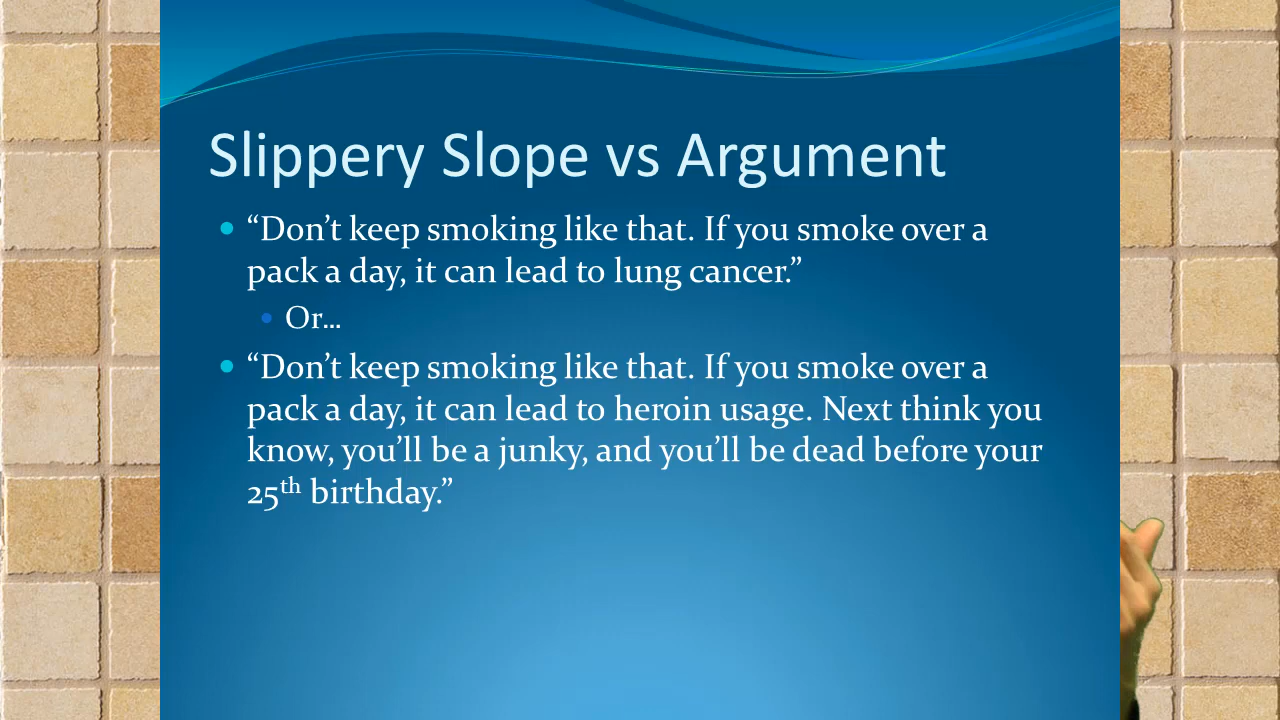 Slippery Slope vs Argument
“Don’t keep smoking like that. If you smoke over a
pack a day, it can lead to lung cancer.”
Or…
“Don’t keep smoking like that. If you smoke over a
pack a day, it can lead to heroin usage. Next think you
know, you’ll be a junky, and you’ll be dead before your
25th birthday.”